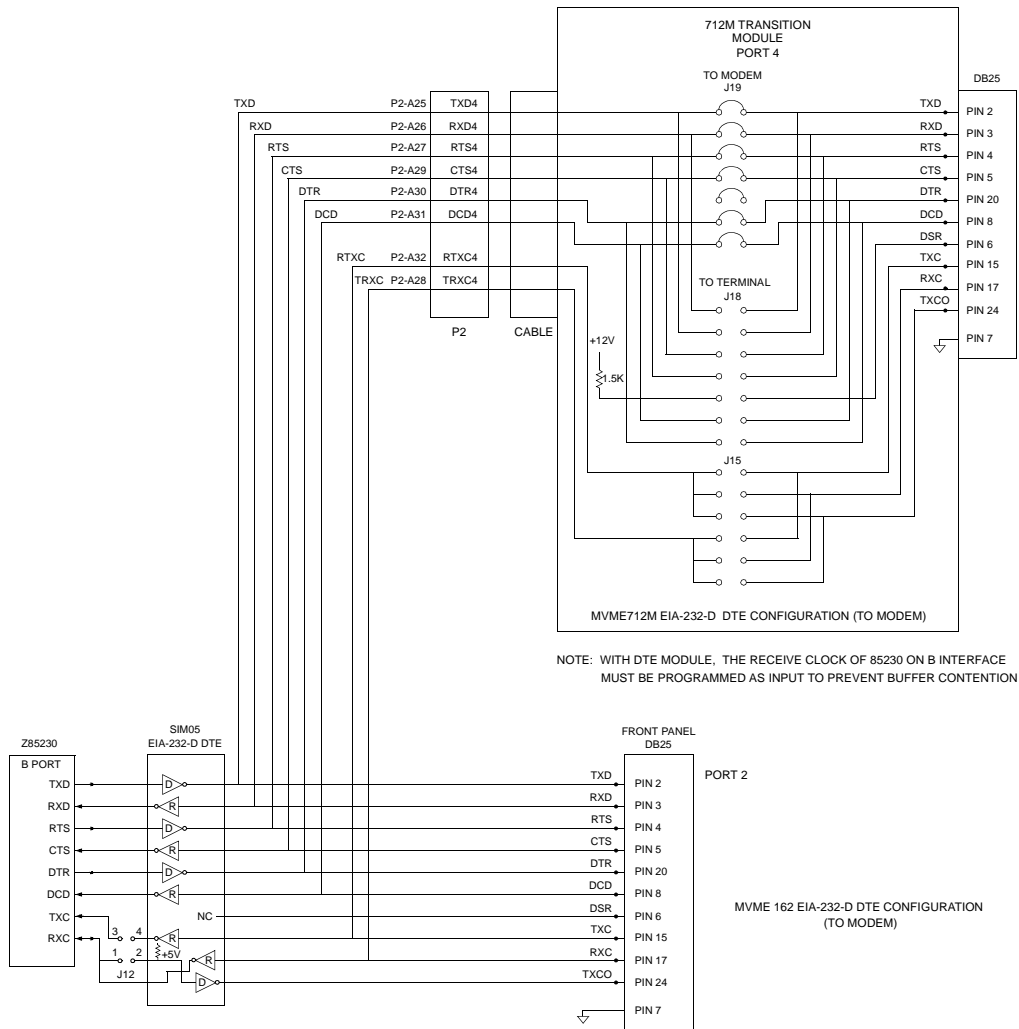 712M TRANSITION
MODULE
PORT 4
TO MODEM
J19
DB25
TXD P2-A25 TXD4 TXD PIN 2
RXD P2-A26 RXD4 RXD PIN 3
RTS P2-A27 RTS4 RTS PIN 4
CTS P2-A29 CTS4 CTS PIN 5
DTR P2-A30 DTR4 DTR PIN 20
DCD P2-A31 DCD4 DCD PIN 8
DSR PIN 6
RTXC P2-A32 RTXC4 TXC PIN 15
TRXC P2-A28 TRXC4 RXC PIN 17
TXCO PIN 24
PIN 7
TO TERMINAL
J18
P2 CABLE
+12V
1.5K
J15
MVME712M EIA-232-D DTE CONFIGURATION (TO MODEM)
NOTE: WITH DTE MODULE, THE RECEIVE CLOCK OF 85230 ON B INTERFACE
MUST BE PROGRAMMED AS INPUT TO PREVENT BUFFER CONTENTION
Z85230
B PORT
SIM05
EIA-232-D DTE
FRONT PANEL
DB25
PORT 2
TXD D TXD PIN 2
RXD R RXD PIN 3
RTS D RTS PIN 4
CTS R CTS PIN 5
DTR D DTR PIN 20
DCD R DCD PIN 8
TXC NC DSR PIN 6
RXC 3 4 R TXC PIN 15
1 2 +5V R RXC PIN 17
J12 D TXCO PIN 24
PIN 7
MVME 162 EIA-232-D DTE CONFIGURATION
(TO MODEM)